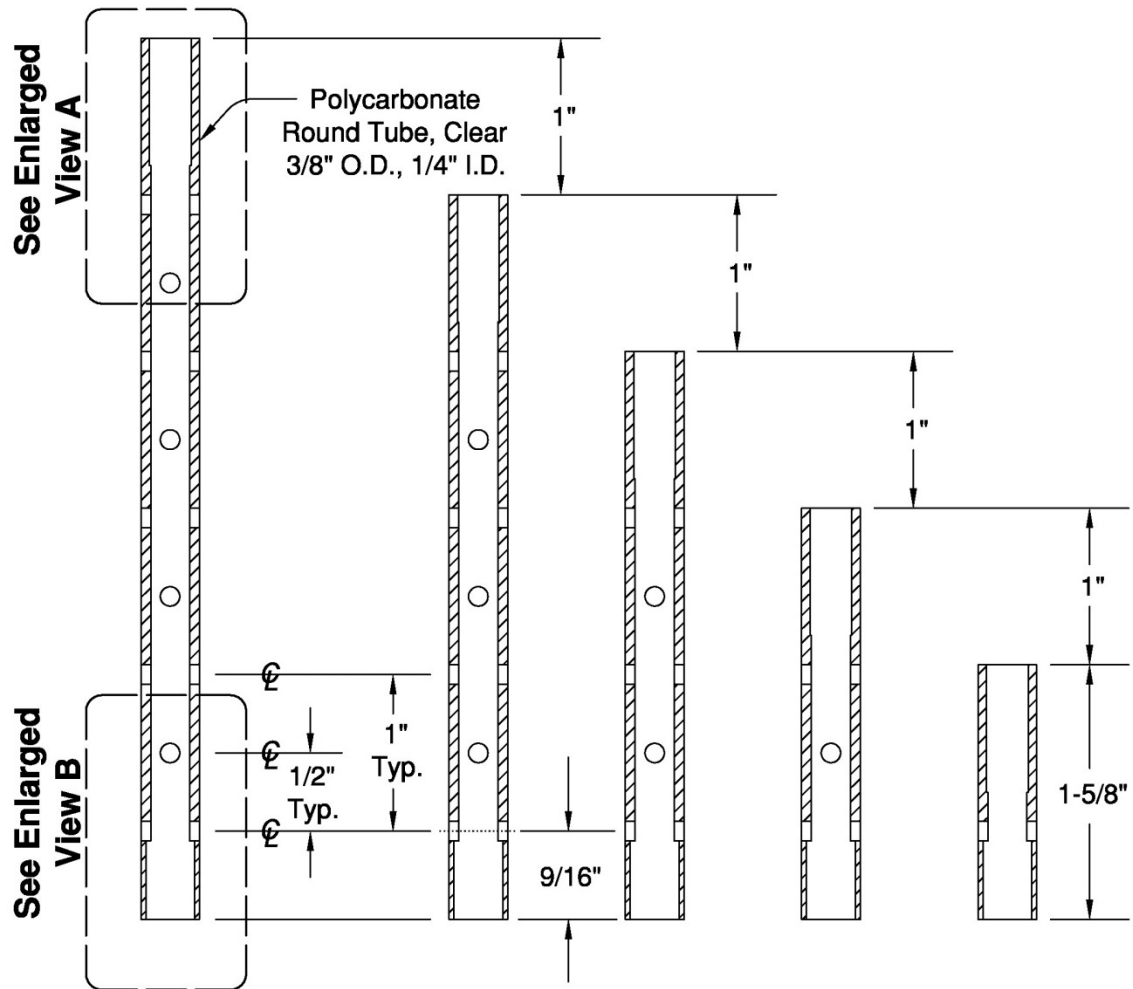 See Enlarged
View A
Polycarbonate
Round Tube, Clear
3/8" O.D., 1/4" I.D.
1"
1"
1"
1"
℄
1"
Typ.
℄
1/2"
Typ.
℄
9/16"
1-5/8"
See Enlarged
View B